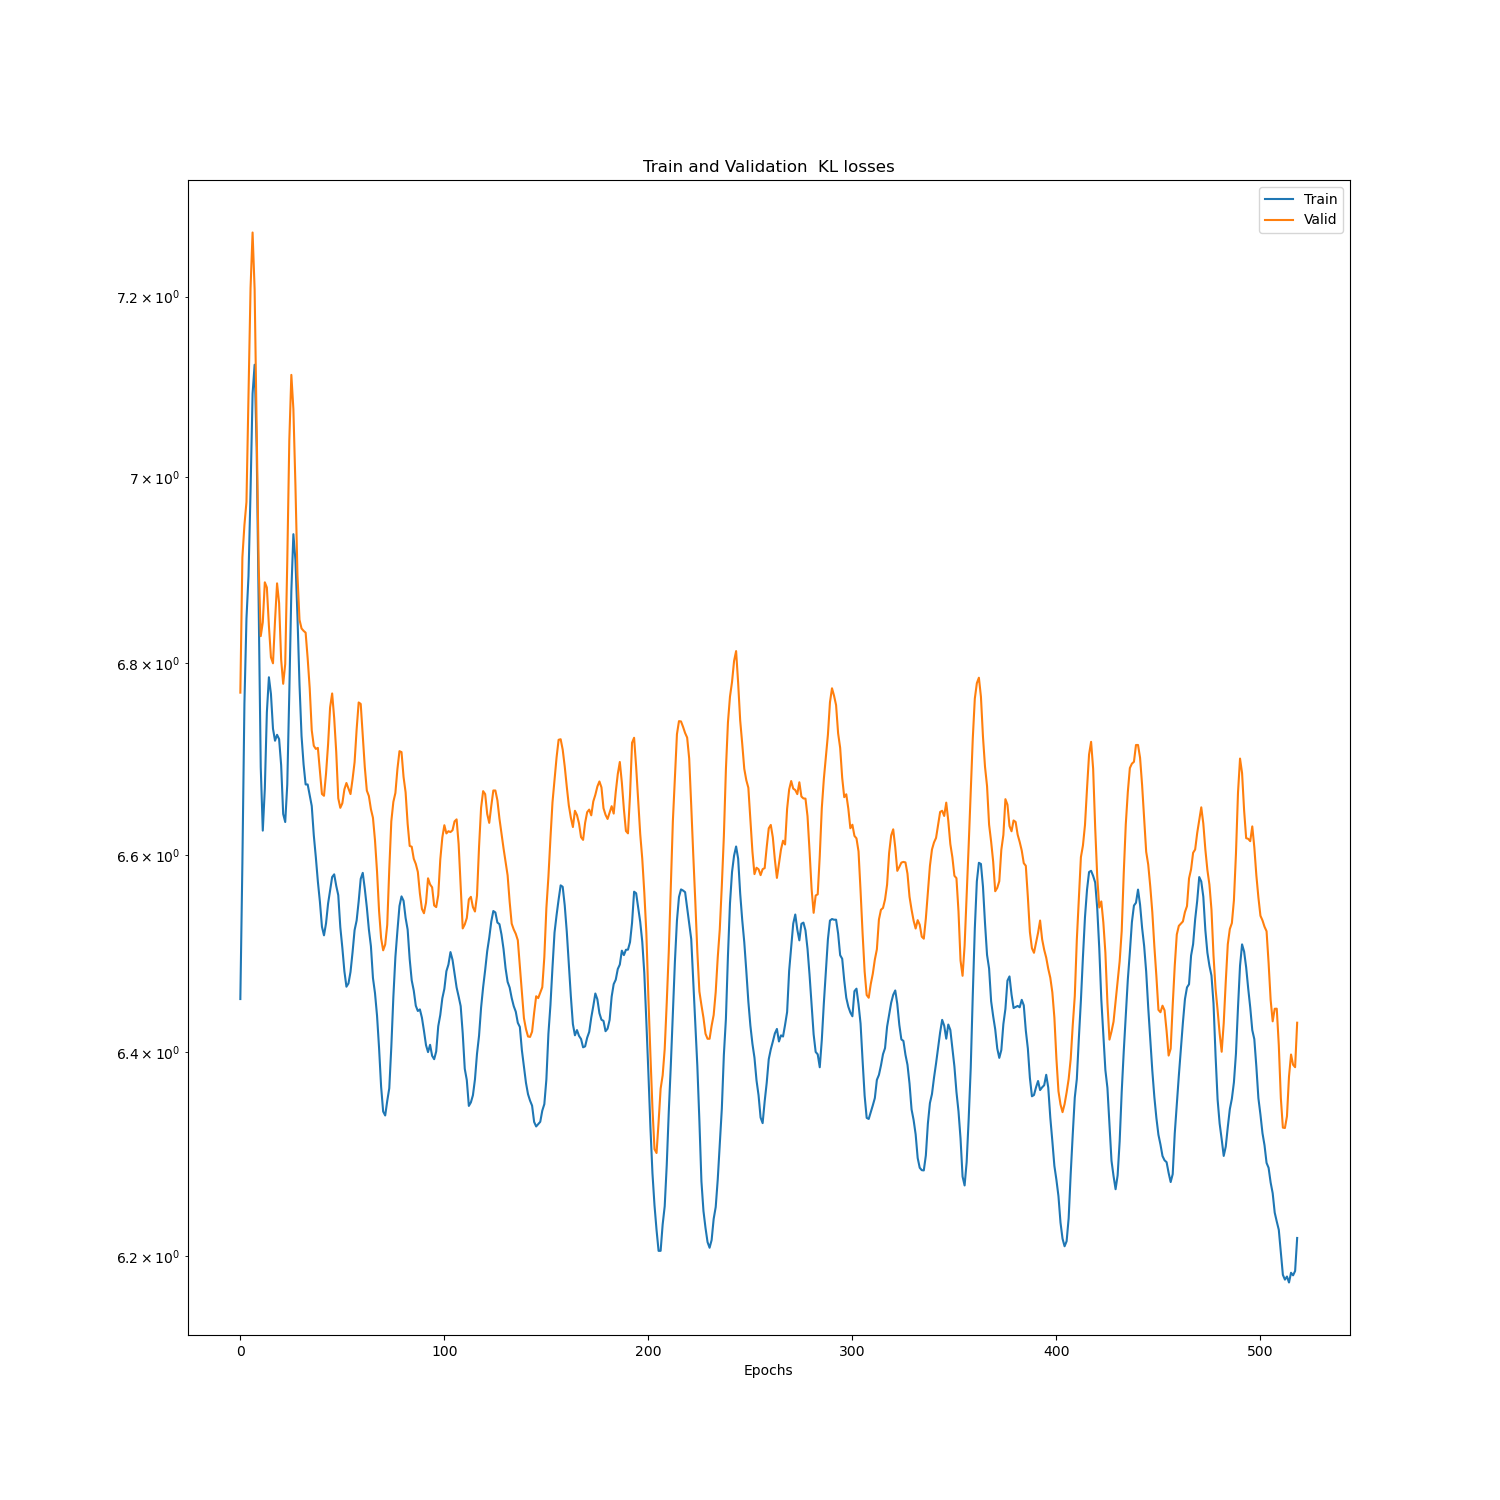 Train and Validation  KL losses
Train
Valid
7.2 × 10⁰
7 × 10⁰
6.8 × 10⁰
6.6 × 10⁰
6.4 × 10⁰
6.2 × 10⁰
0 100 200 300 400 500
Epochs